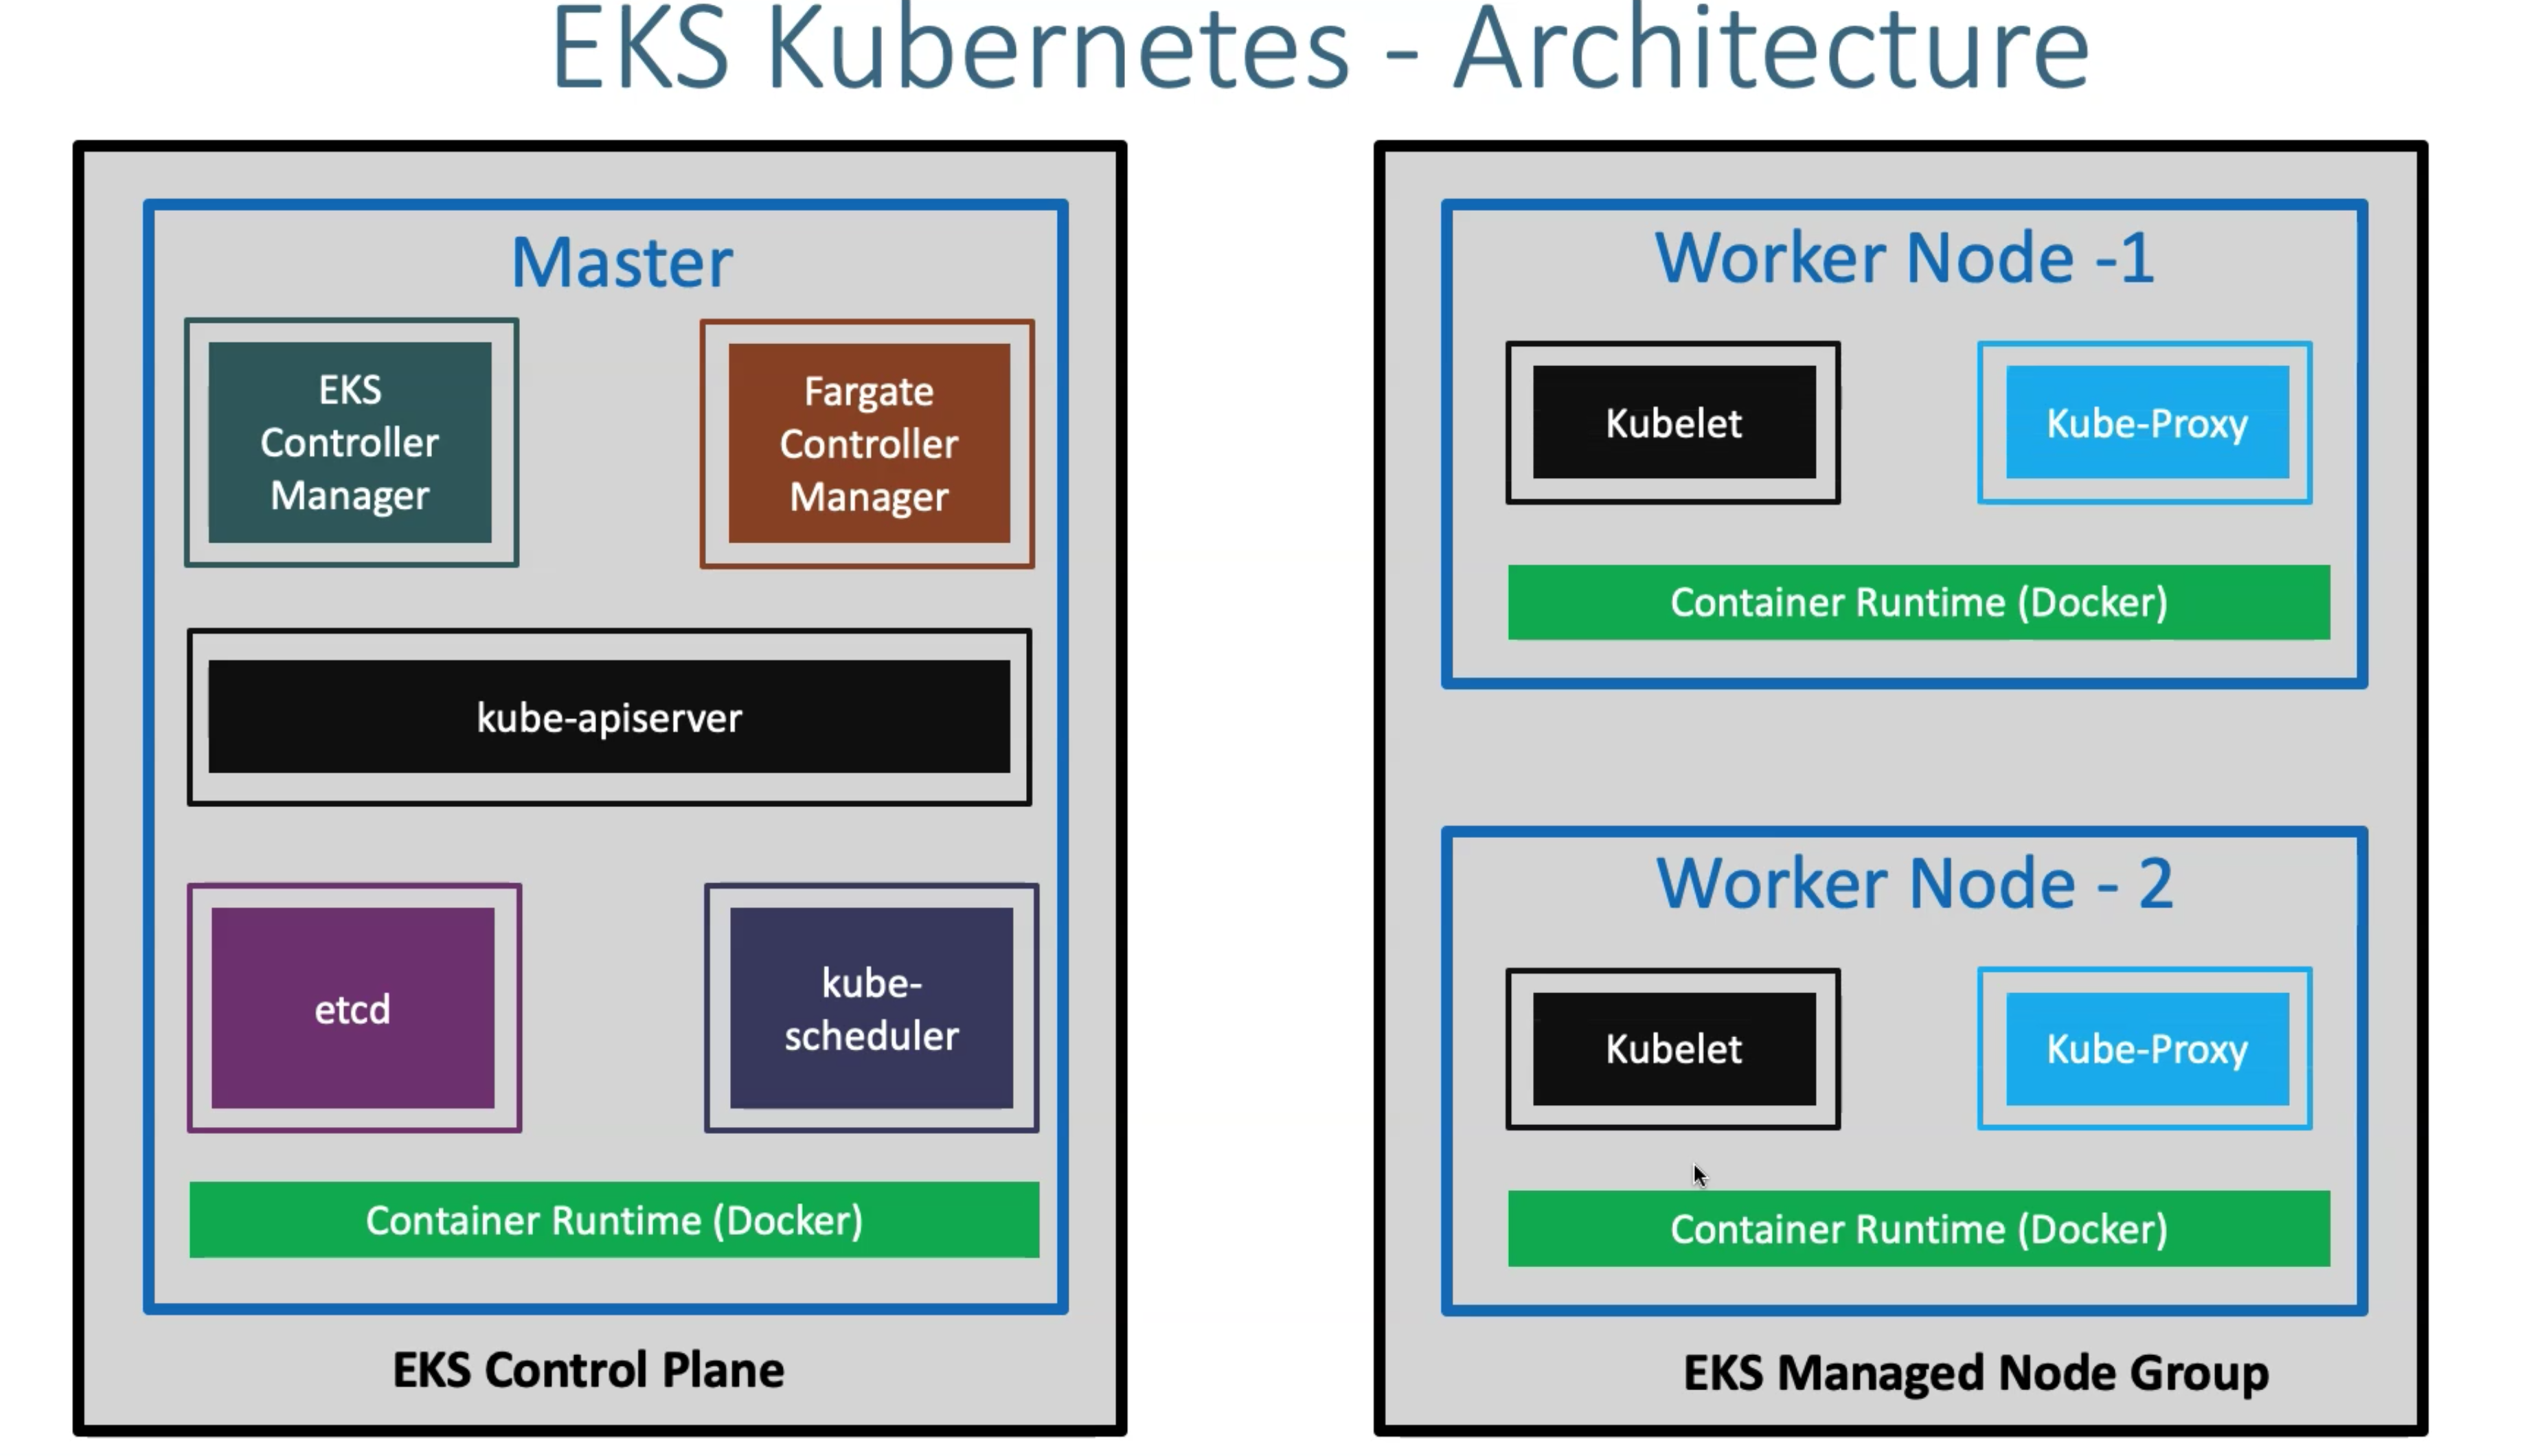 EKS Kubernetes - Architecture
Master
EKS
Controller
Manager
Fargate
Controller
Manager
kube-apiserver
etcd
kube-
scheduler
Container Runtime (Docker)
EKS Control Plane
Worker Node -1
Kubelet
Kube-Proxy
Container Runtime (Docker)
Worker Node - 2
Kubelet
Kube-Proxy
Container Runtime (Docker)
EKS Managed Node Group